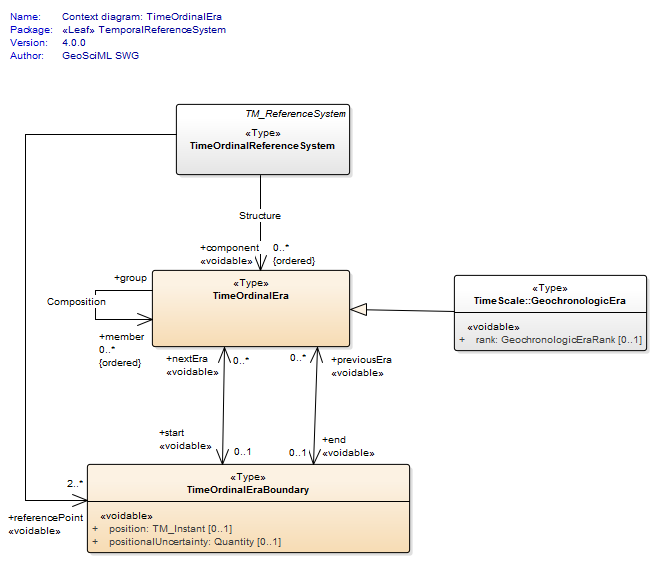 Name: Context diagram: TimeOrdinalEra
Package: «Leaf» TemporalReferenceSystem
Version: 4.0.0
Author: GeoSciML SWG
TM_ReferenceSystem
«Type»
TimeOrdinalReferenceSystem
Structure
+component 0..*
«voidable» {ordered}
+group
«Type»
TimeOrdinalEra
Composition
+member
0..*
{ordered}
«Type»
TimeScale::GeochronologicEra
«voidable»
+ rank: GeochronologicEraRank [0..1]
+nextEra 0..*
«voidable»
0..* +previousEra
«voidable»
+start
«voidable» 0..1
+end
0..1 «voidable»
2..*
+referencePoint
«voidable»
«Type»
TimeOrdinalEraBoundary
«voidable»
+ position: TM_Instant [0..1]
+ positionalUncertainty: Quantity [0..1]